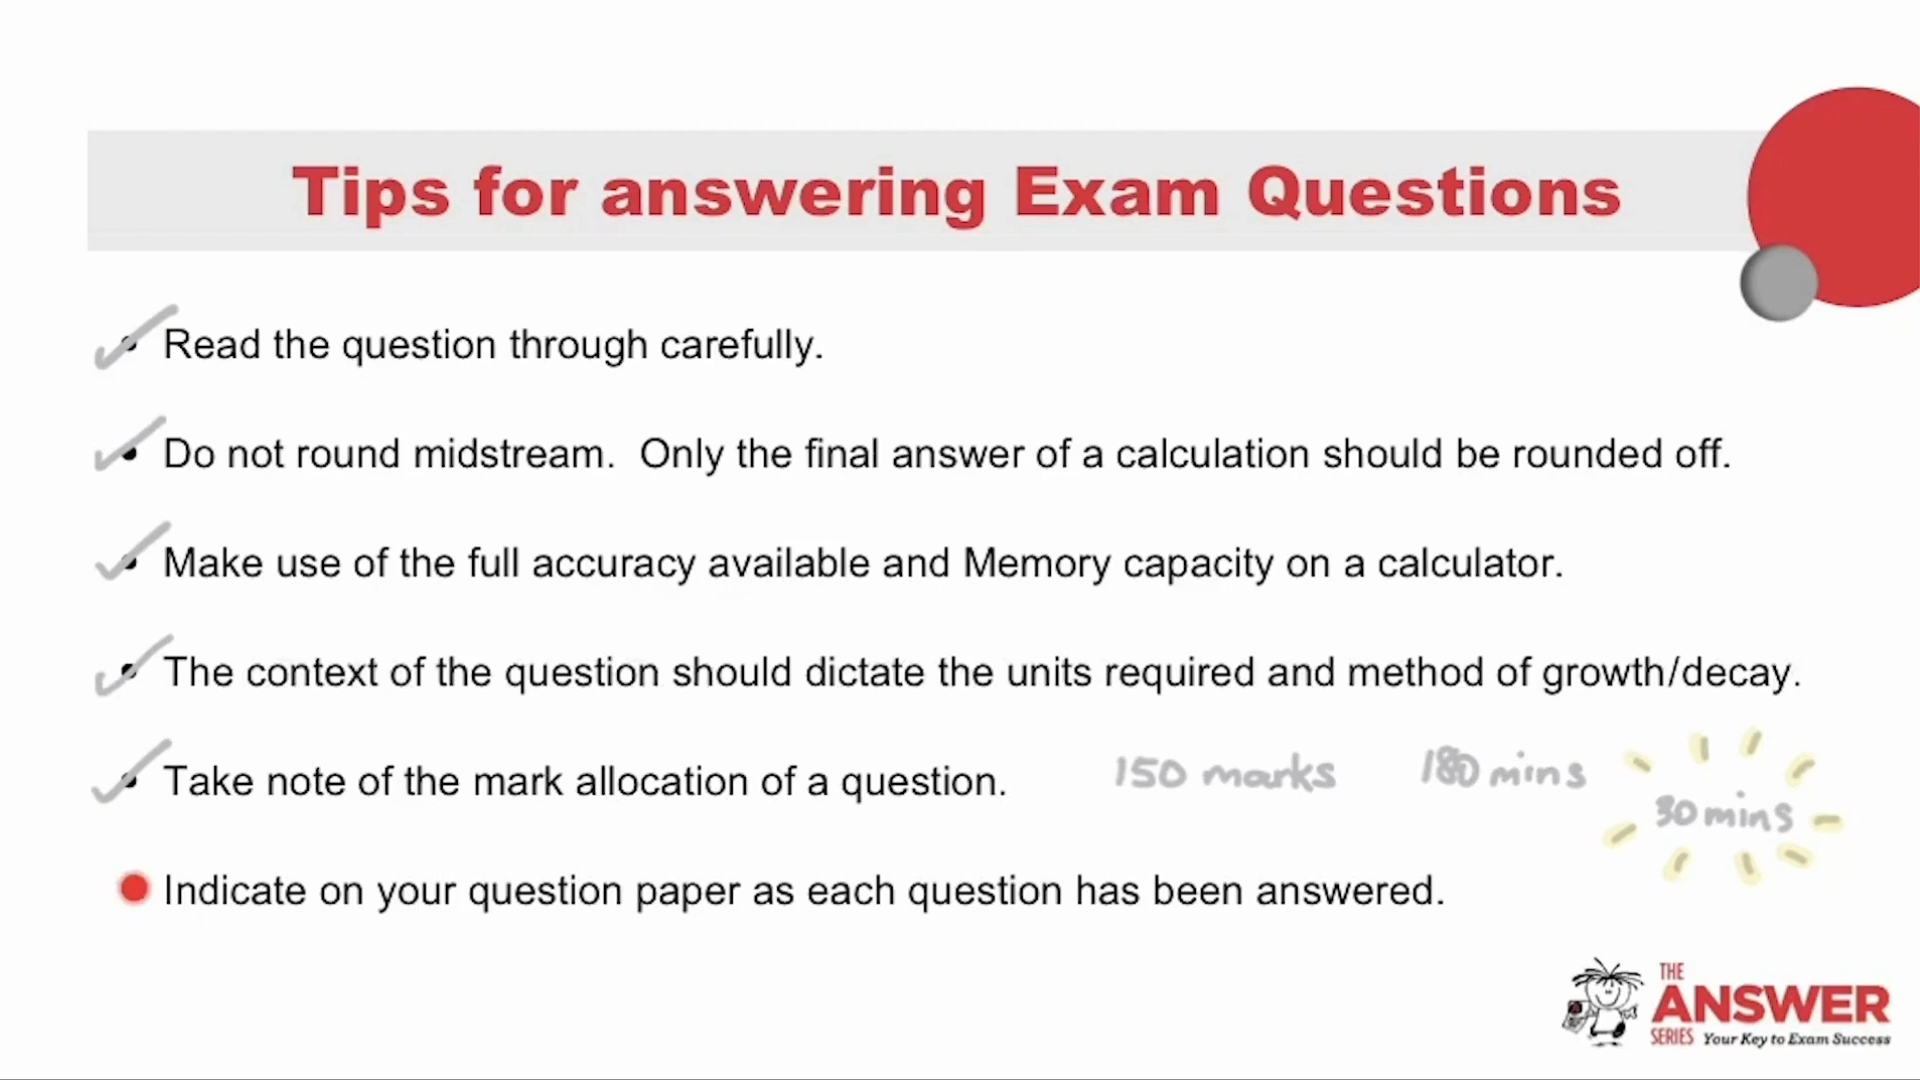 Tips for answering Exam Questions
Read the question through carefully.
Do not round midstream.  Only the final answer of a calculation should be rounded off.
Make use of the full accuracy available and Memory capacity on a calculator.
The context of the question should dictate the units required and method of growth/decay.
Take note of the mark allocation of a question.
150 marks
180 mins
30 mins
Indicate on your question paper as each question has been answered.
THE
ANSWER
SERIES Your Key to Exam Success